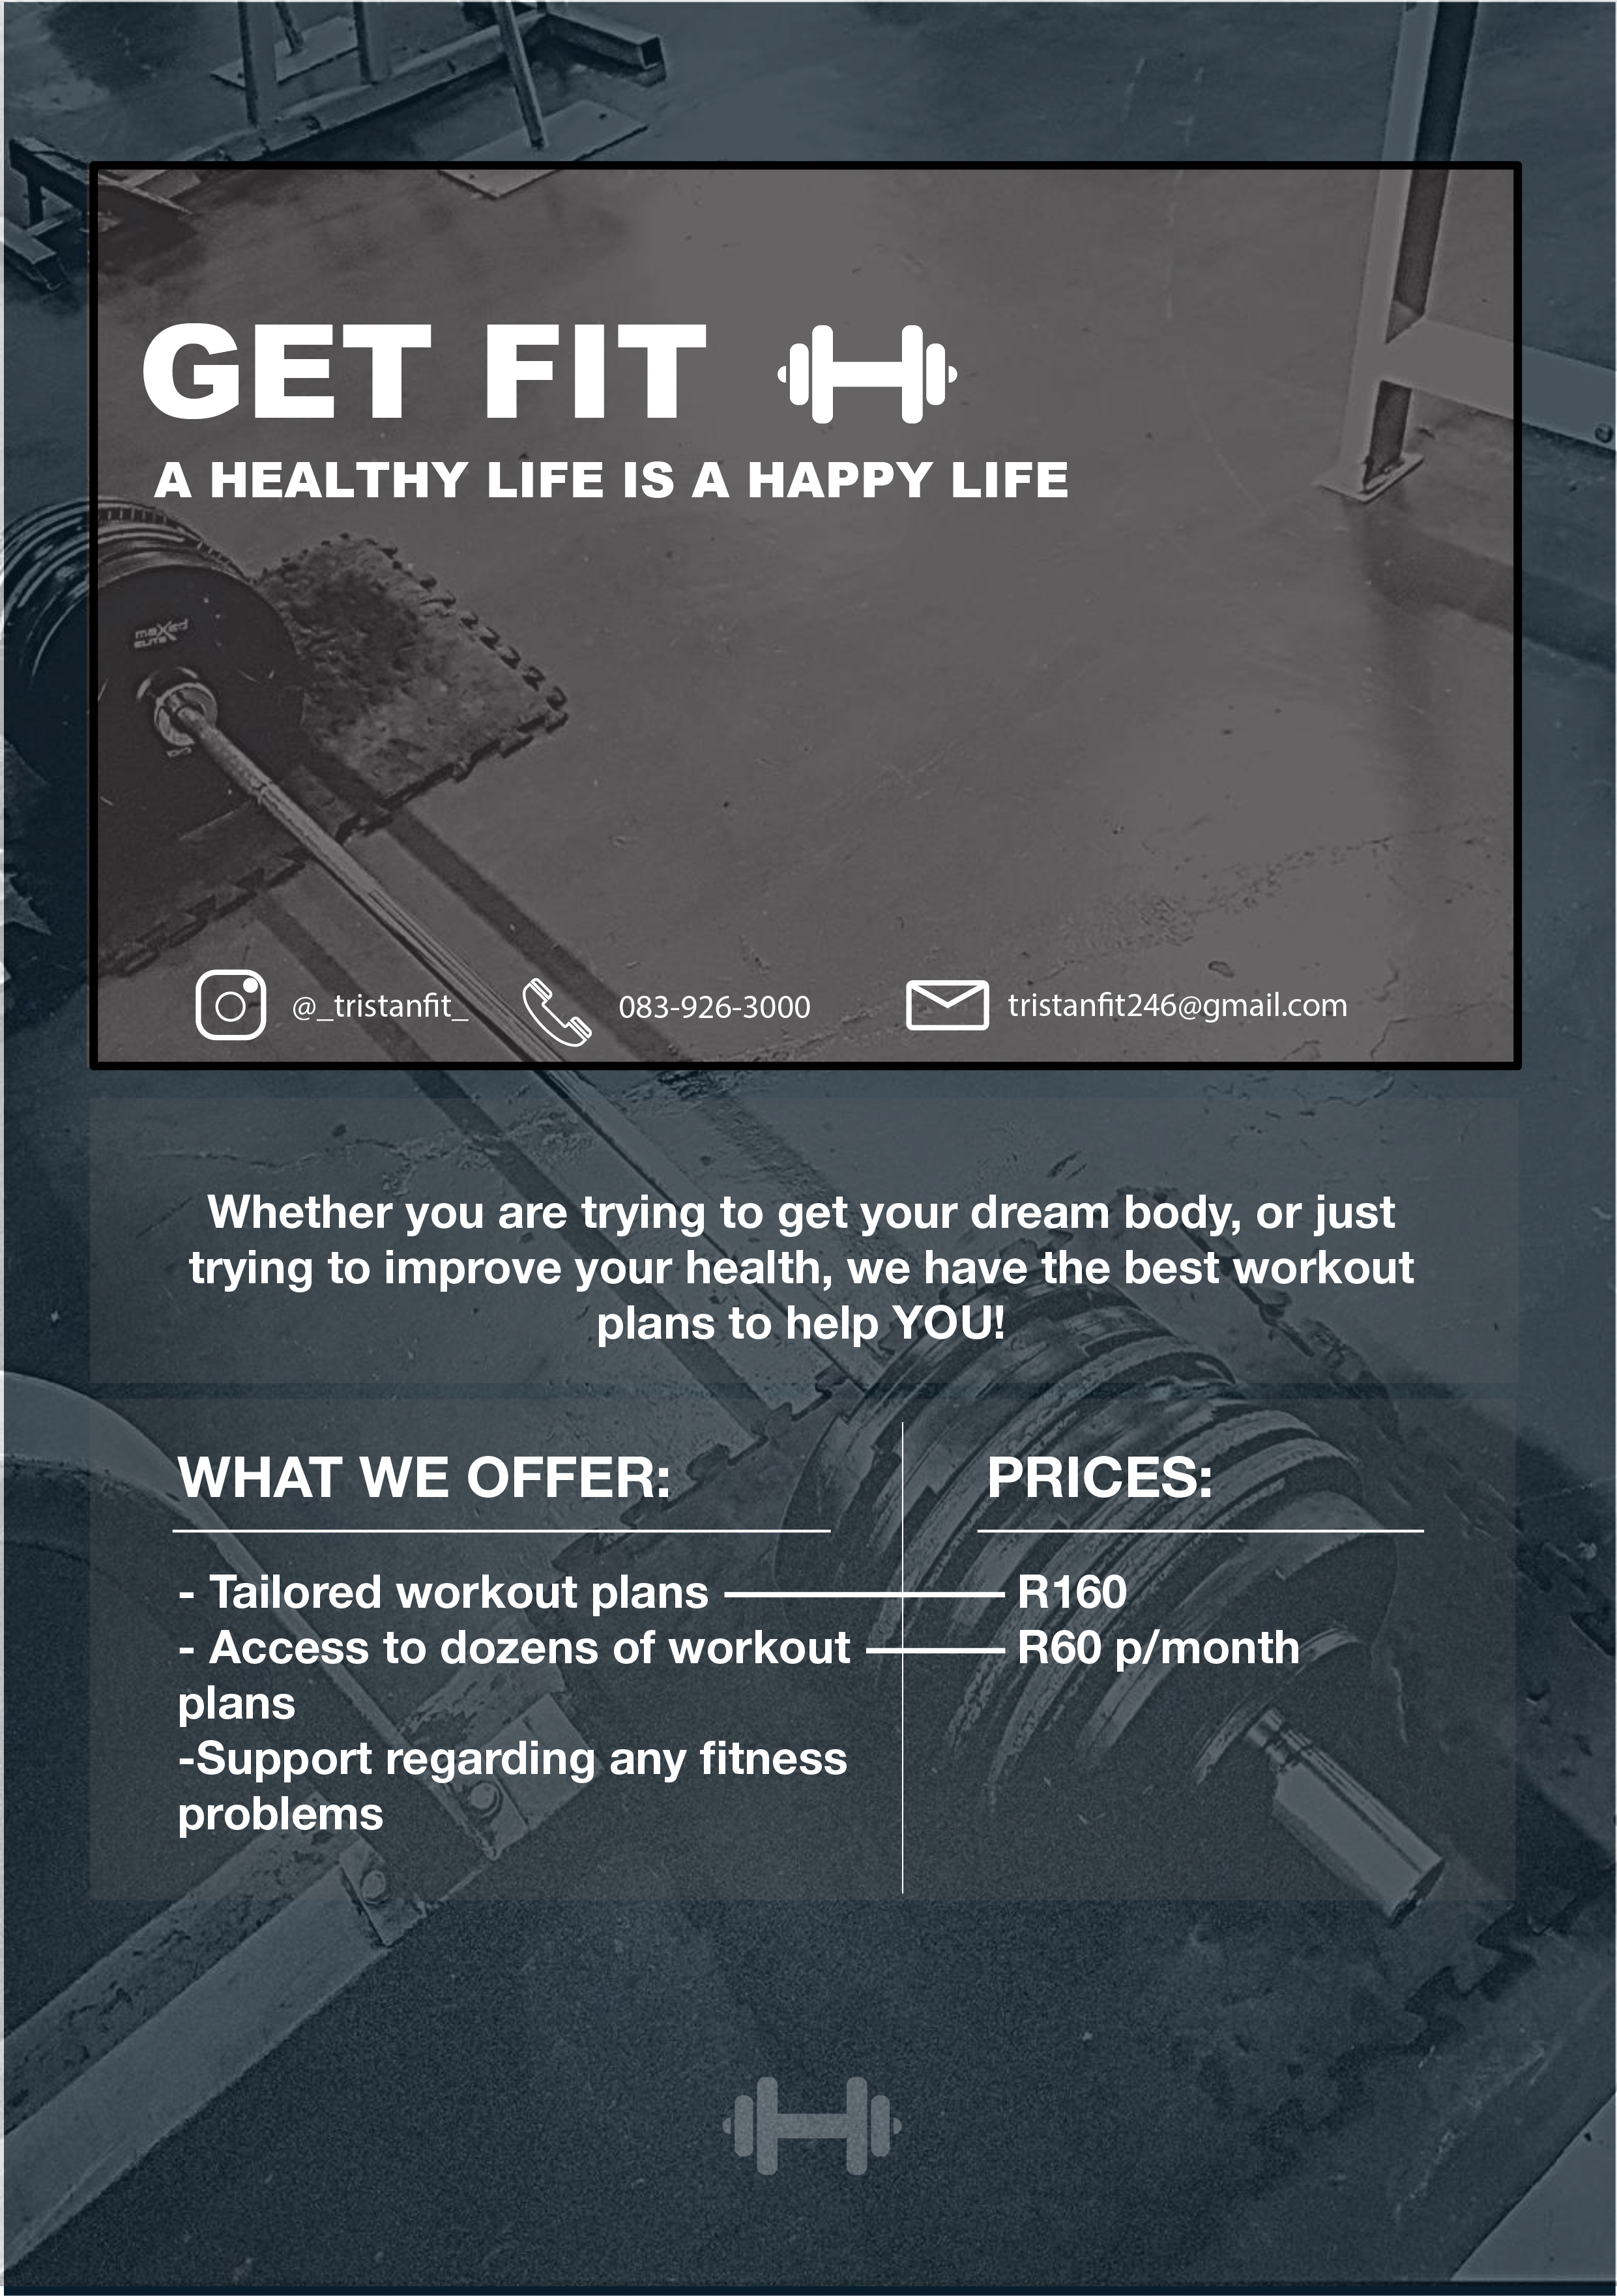 GET FIT
A HEALTHY LIFE IS A HAPPY LIFE
maxed
ELITE
@_tristanfit_ 083-926-3000 tristanfit246@gmail.com
Whether you are trying to get your dream body, or just
trying to improve your health, we have the best workout
plans to help YOU!
WHAT WE OFFER: PRICES:
- Tailored workout plans R160
- Access to dozens of workout R60 p/month
plans
-Support regarding any fitness
problems